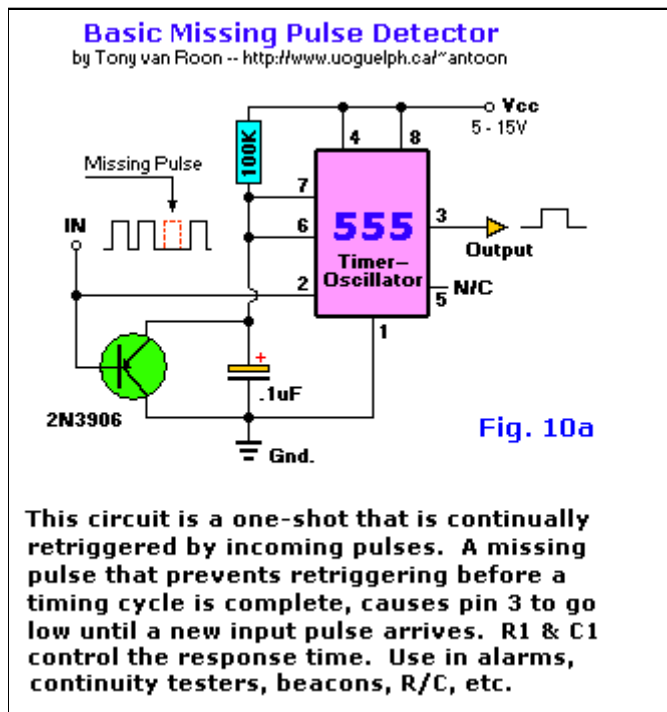 Basic Missing Pulse Detector
by Tony van Roon -- http://www.uoguelph.ca/~antoon
Vcc
5 - 15V
4
8
100K
Missing Pulse
7
IN
6
555
3
Timer-
Oscillator
Output
2
N/C
5
1
+
.1uF
2N3906
Gnd.
Fig. 10a
This circuit is a one-shot that is continually
retriggered by incoming pulses. A missing
pulse that prevents retriggering before a
timing cycle is complete, causes pin 3 to go
low until a new input pulse arrives. R1 & C1
control the response time. Use in alarms,
continuity testers, beacons, R/C, etc.